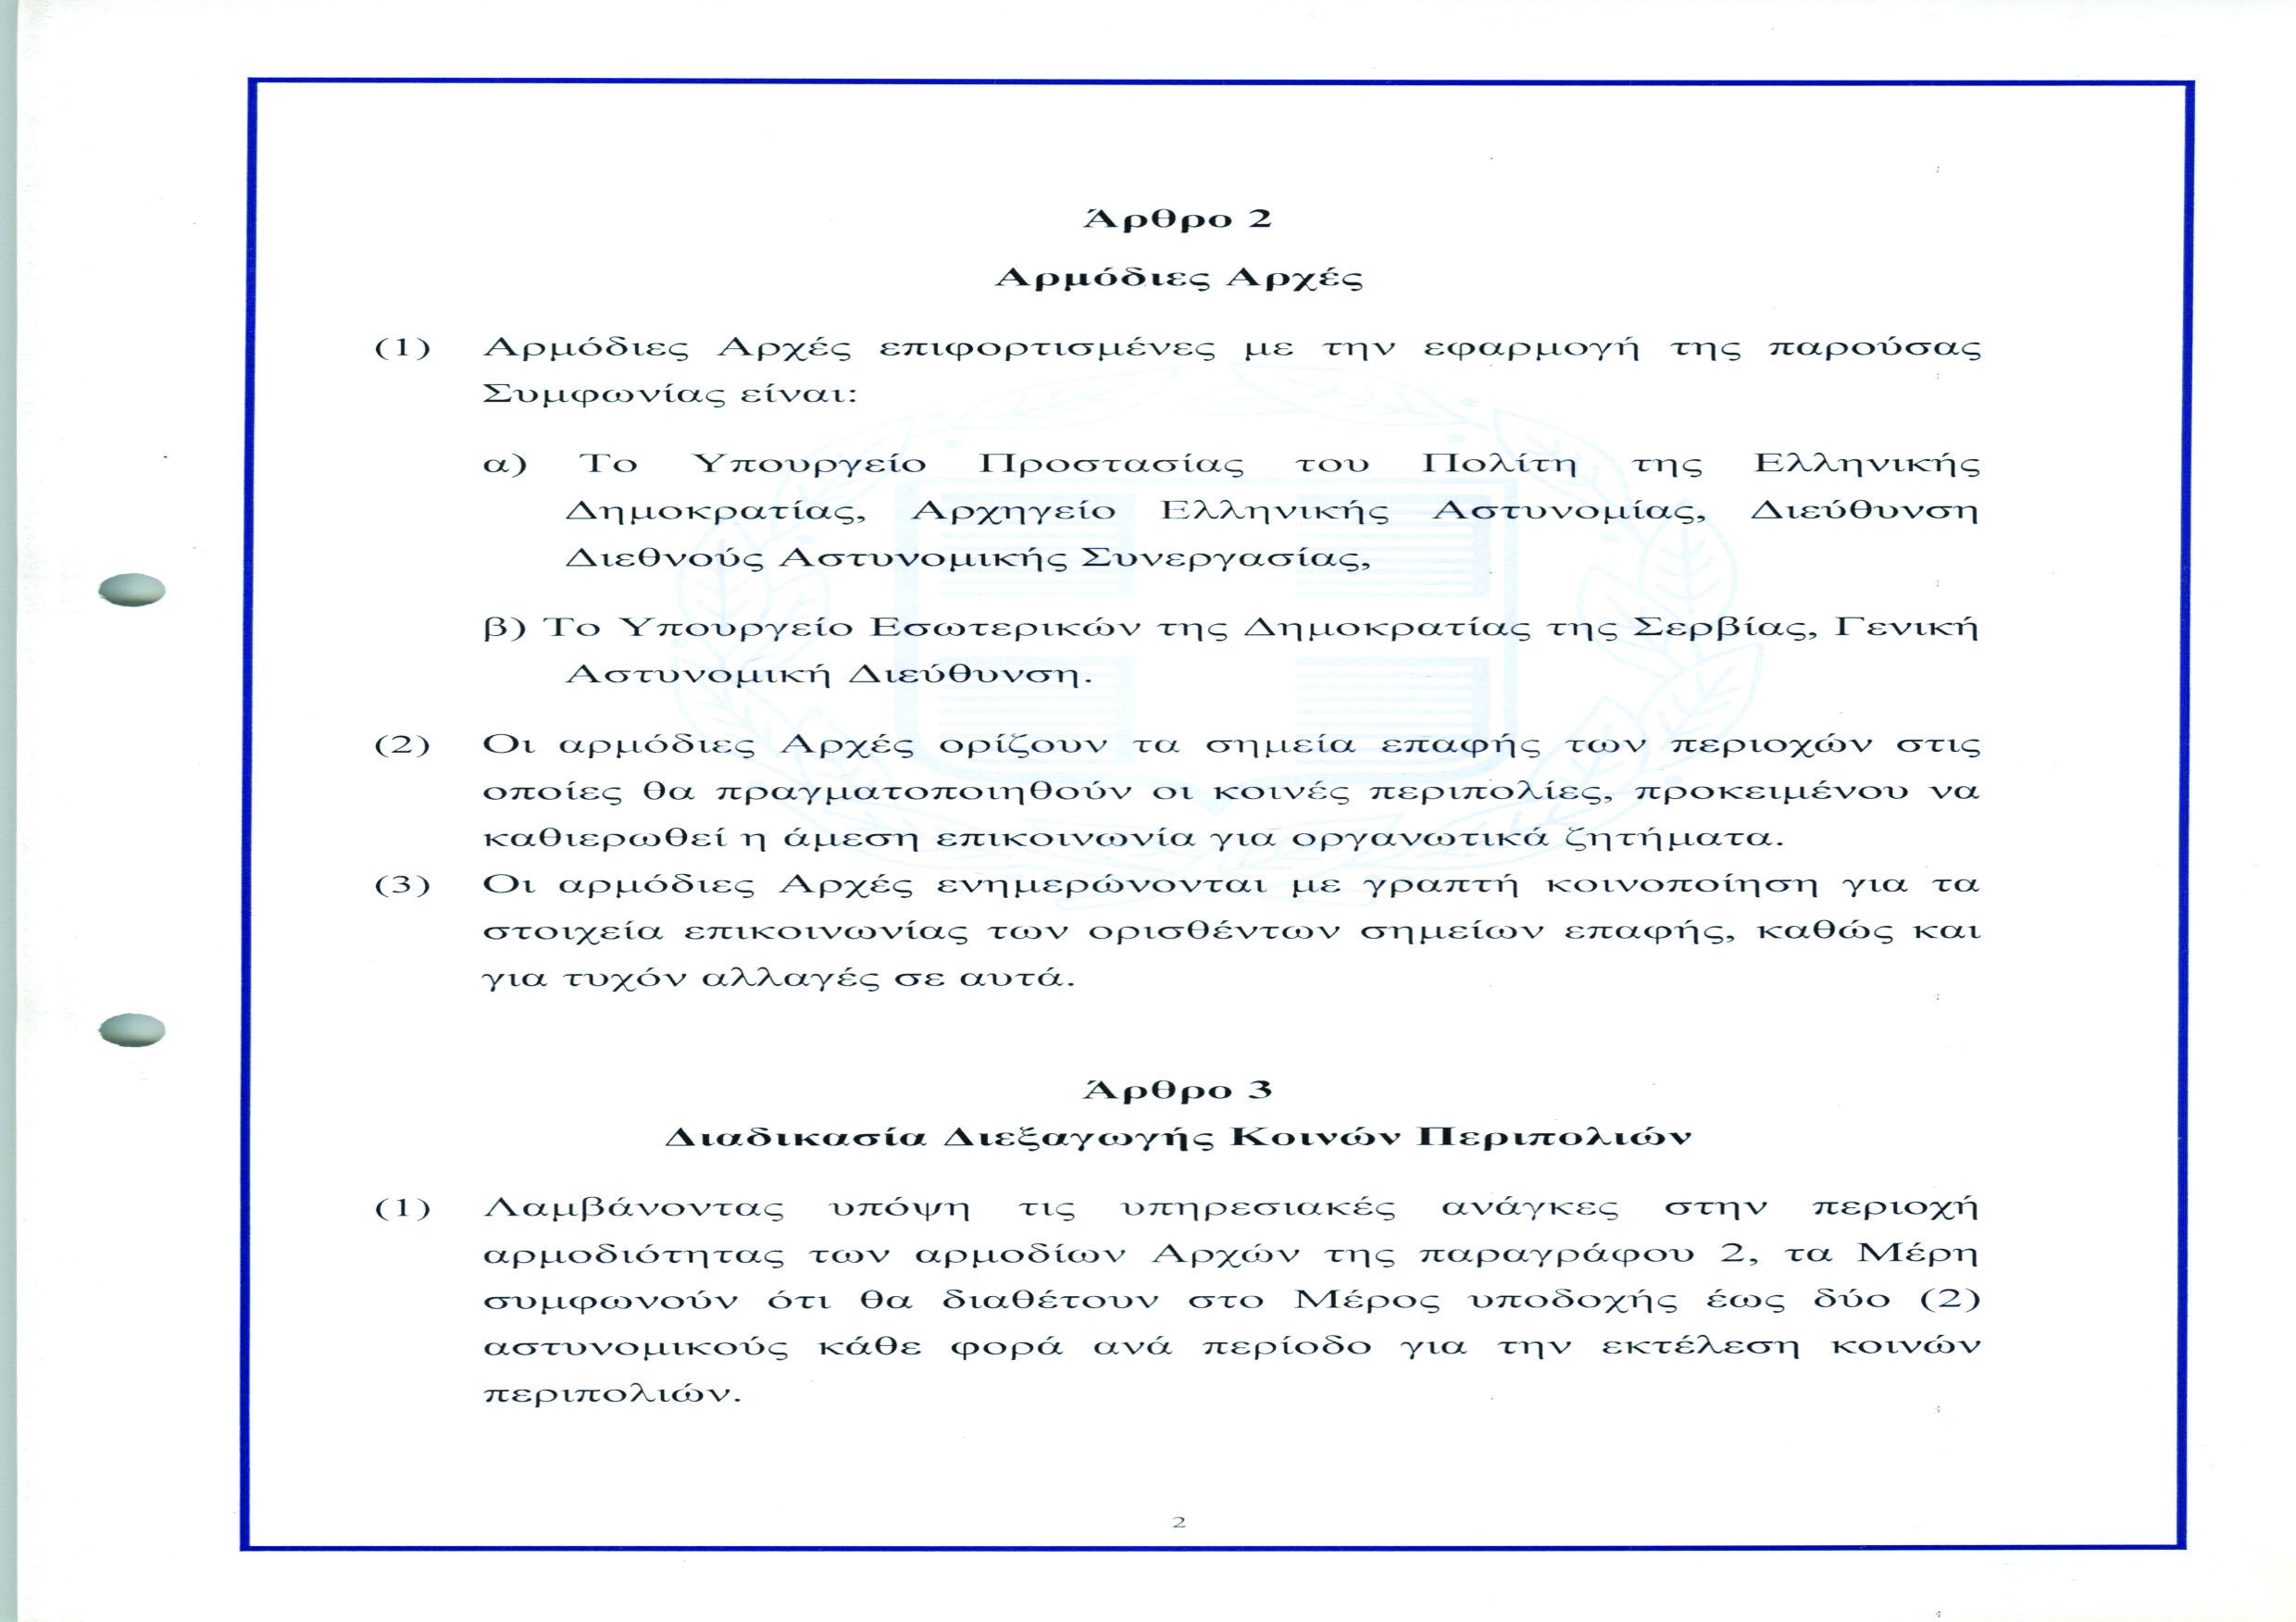 Άρθρο 2
Αρμόδιες Αρχές
(1) Αρμόδιες Αρχές επιφορτισμένες με την εφαρμογή της παρούσας
Συμφωνίας είναι:
α) Το Υπουργείο Προστασίας του Πολίτη της Ελληνικής
Δημοκρατίας, Αρχηγείο Ελληνικής Αστυνομίας, Διεύθυνση
Διεθνούς Αστυνομικής Συνεργασίας,
β) Το Υπουργείο Εσωτερικών της Δημοκρατίας της Σερβίας, Γενική
Αστυνομική Διεύθυνση.
(2) Οι αρμόδιες Αρχές ορίζουν τα σημεία επαφής των περιοχών στις
οποίες θα πραγματοποιηθούν οι κοινές περιπολίες, προκειμένου να
καθιερωθεί η άμεση επικοινωνία για οργανωτικά ζητήματα.
(3) Οι αρμόδιες Αρχές ενημερώνονται με γραπτή κοινοποίηση για τα
στοιχεία επικοινωνίας των ορισθέντων σημείων επαφής, καθώς και
για τυχόν αλλαγές σε αυτά.
Άρθρο 3
Διαδικασία Διεξαγωγής Κοινών Περιπολιών
(1) Λαμβάνοντας υπόψη τις υπηρεσιακές ανάγκες στην περιοχή
αρμοδιότητας των αρμοδίων Αρχών της παραγράφου 2, τα Μέρη
συμφωνούν ότι θα διαθέτουν στο Μέρος υποδοχής έως δύο (2)
αστυνομικούς κάθε φορά ανά περίοδο για την εκτέλεση κοινών
περιπολιών.
2